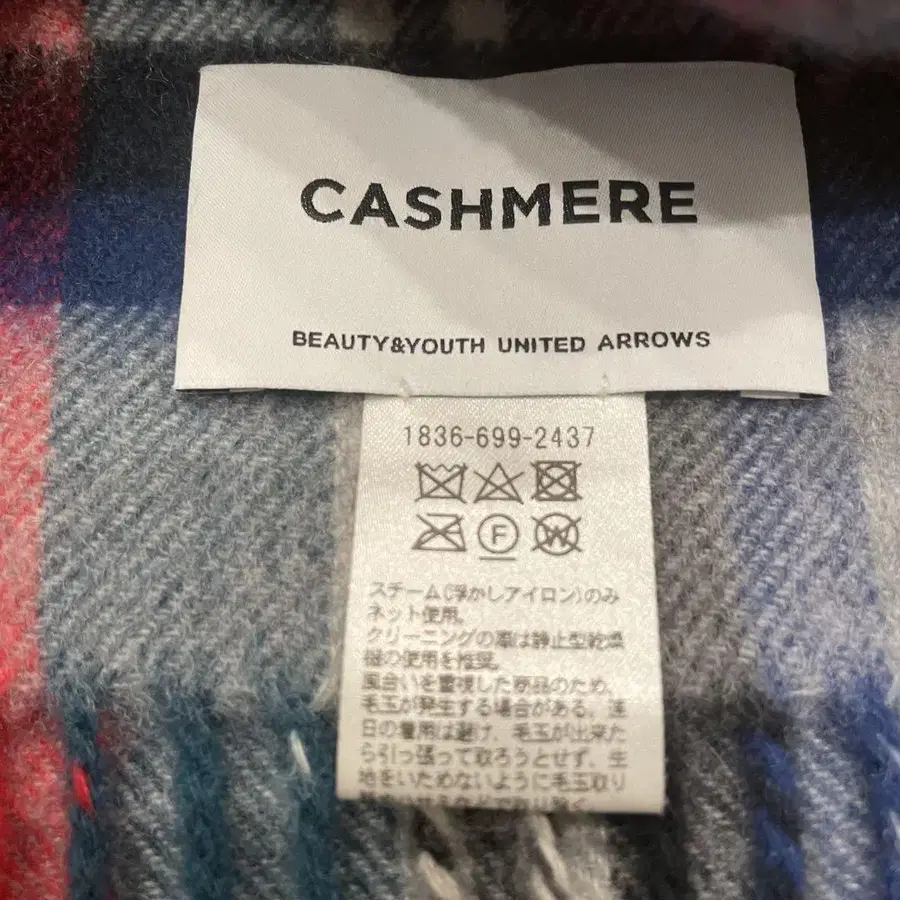 CASHMERE
BEAUTY&YOUTH UNITED ARROWS
1836-699-2437
F
W
スチーム(浮かしアイロン)のみ
ネット使用。
クリーニングの際は静止型乾燥
機の使用を推奨。
風合いを重視した商品のため、
毛玉が発生する場合がある。連
日の着用は避け、毛玉が出来た
ら引っ張って取ろうとせず、生
地をいためないように毛玉取り